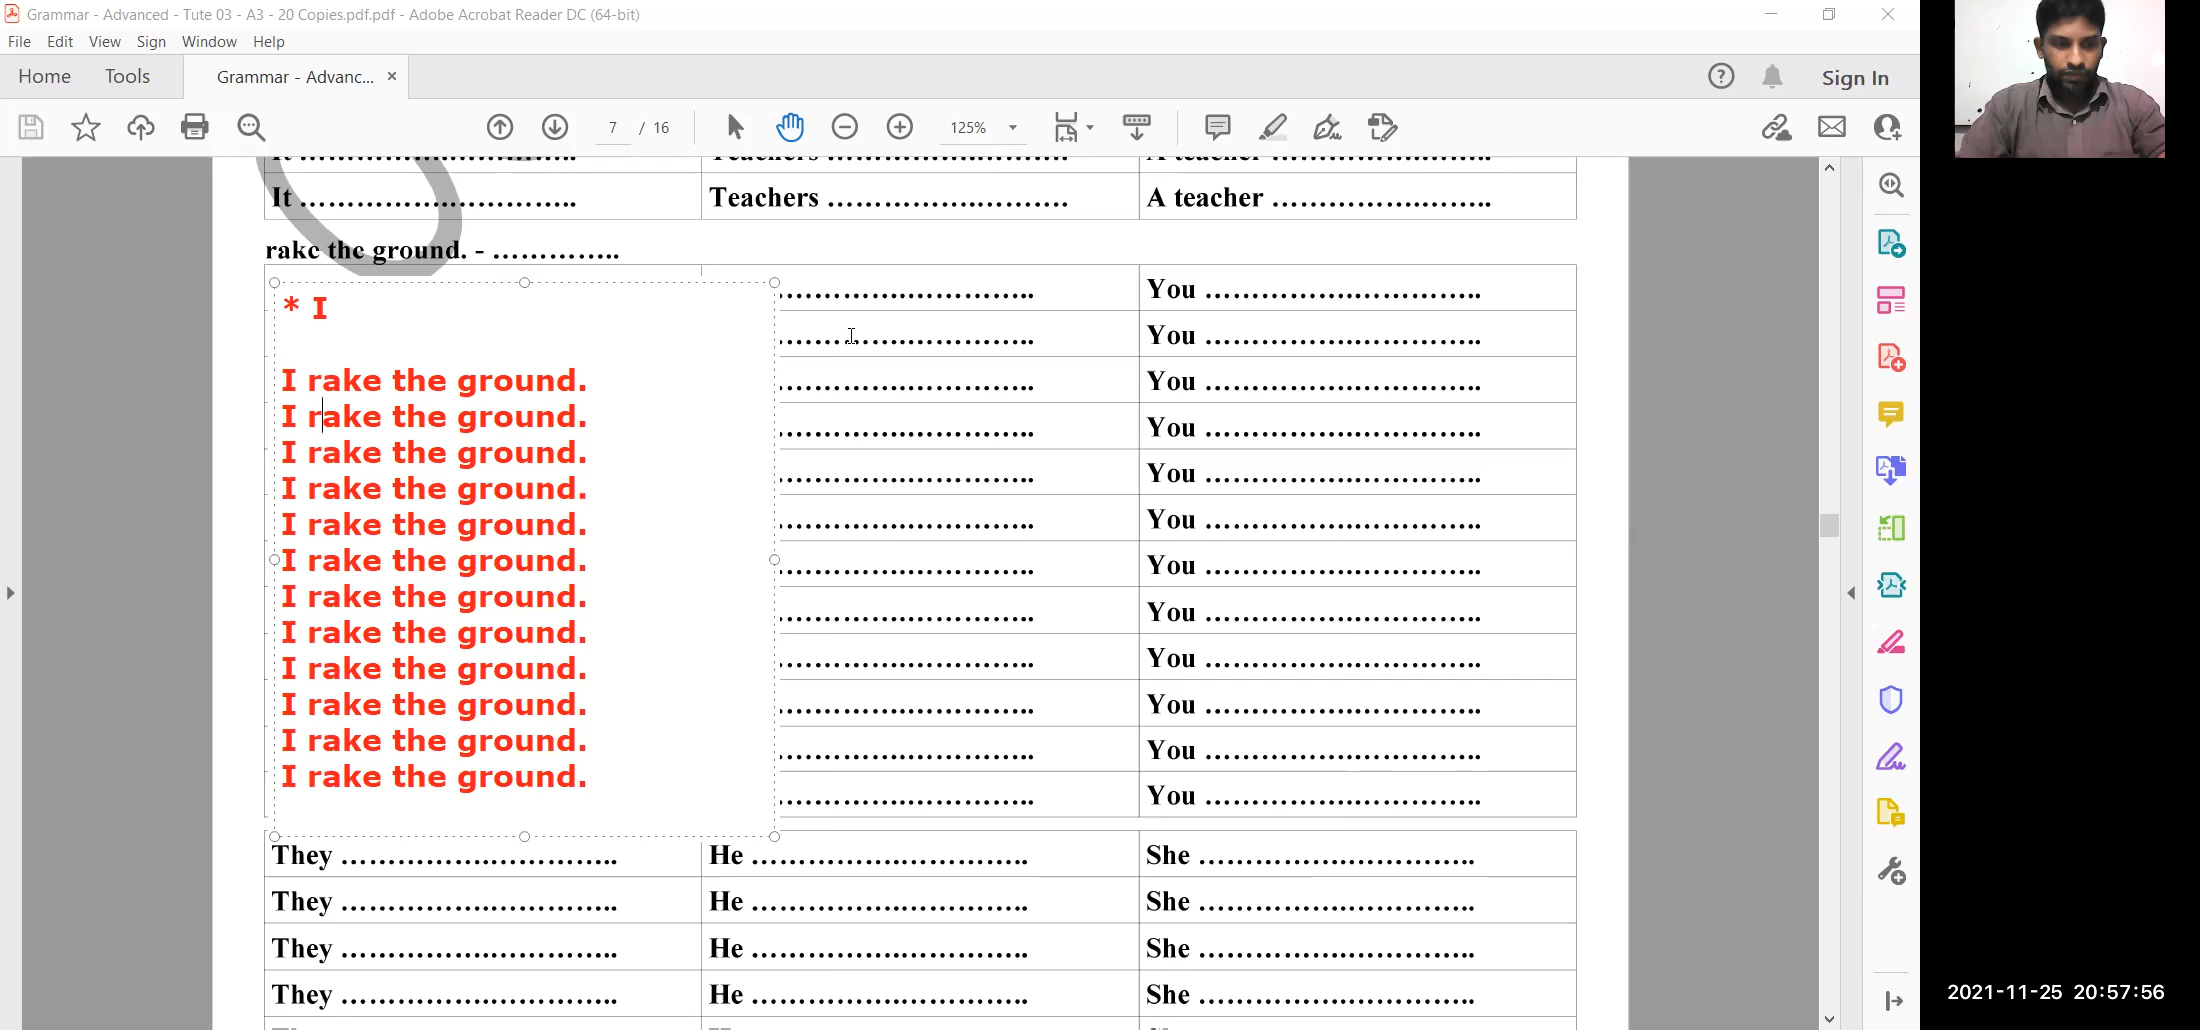 Grammar - Advanced - Tute 03 - A3 - 20 Copies.pdf.pdf - Adobe Acrobat Reader DC (64-bit)
File Edit View Sign Window Help
Home Tools Grammar - Advanc... × Sign In
7 / 16 125%
It ……………………….. Teachers …………………………. A teacher ……………………..
It ……………………….. Teachers ……………..………. A teacher ……………..……..
rake the ground. - …………..
* I
I rake the ground.
I rake the ground.
I rake the ground.
I rake the ground.
I rake the ground.
I rake the ground.
I rake the ground.
I rake the ground.
I rake the ground.
I rake the ground.
I rake the ground.
I rake the ground.
You ……………..…………..
You ……………..…………..
You ……………..…………..
You ……………..…………..
You ……………..…………..
You ……………..…………..
You ……………..…………..
You ……………..…………..
You ……………..…………..
You ……………..…………..
You ……………..…………..
You ……………..…………..
They ……………..………….. He ……………..………….. She ……………..…………..
They ……………..………….. He ……………..………….. She ……………..…………..
They ……………..………….. He ……………..………….. She ……………..…………..
They ……………..………….. He ……………..………….. She ……………..…………..
2021-11-25 20:57:56